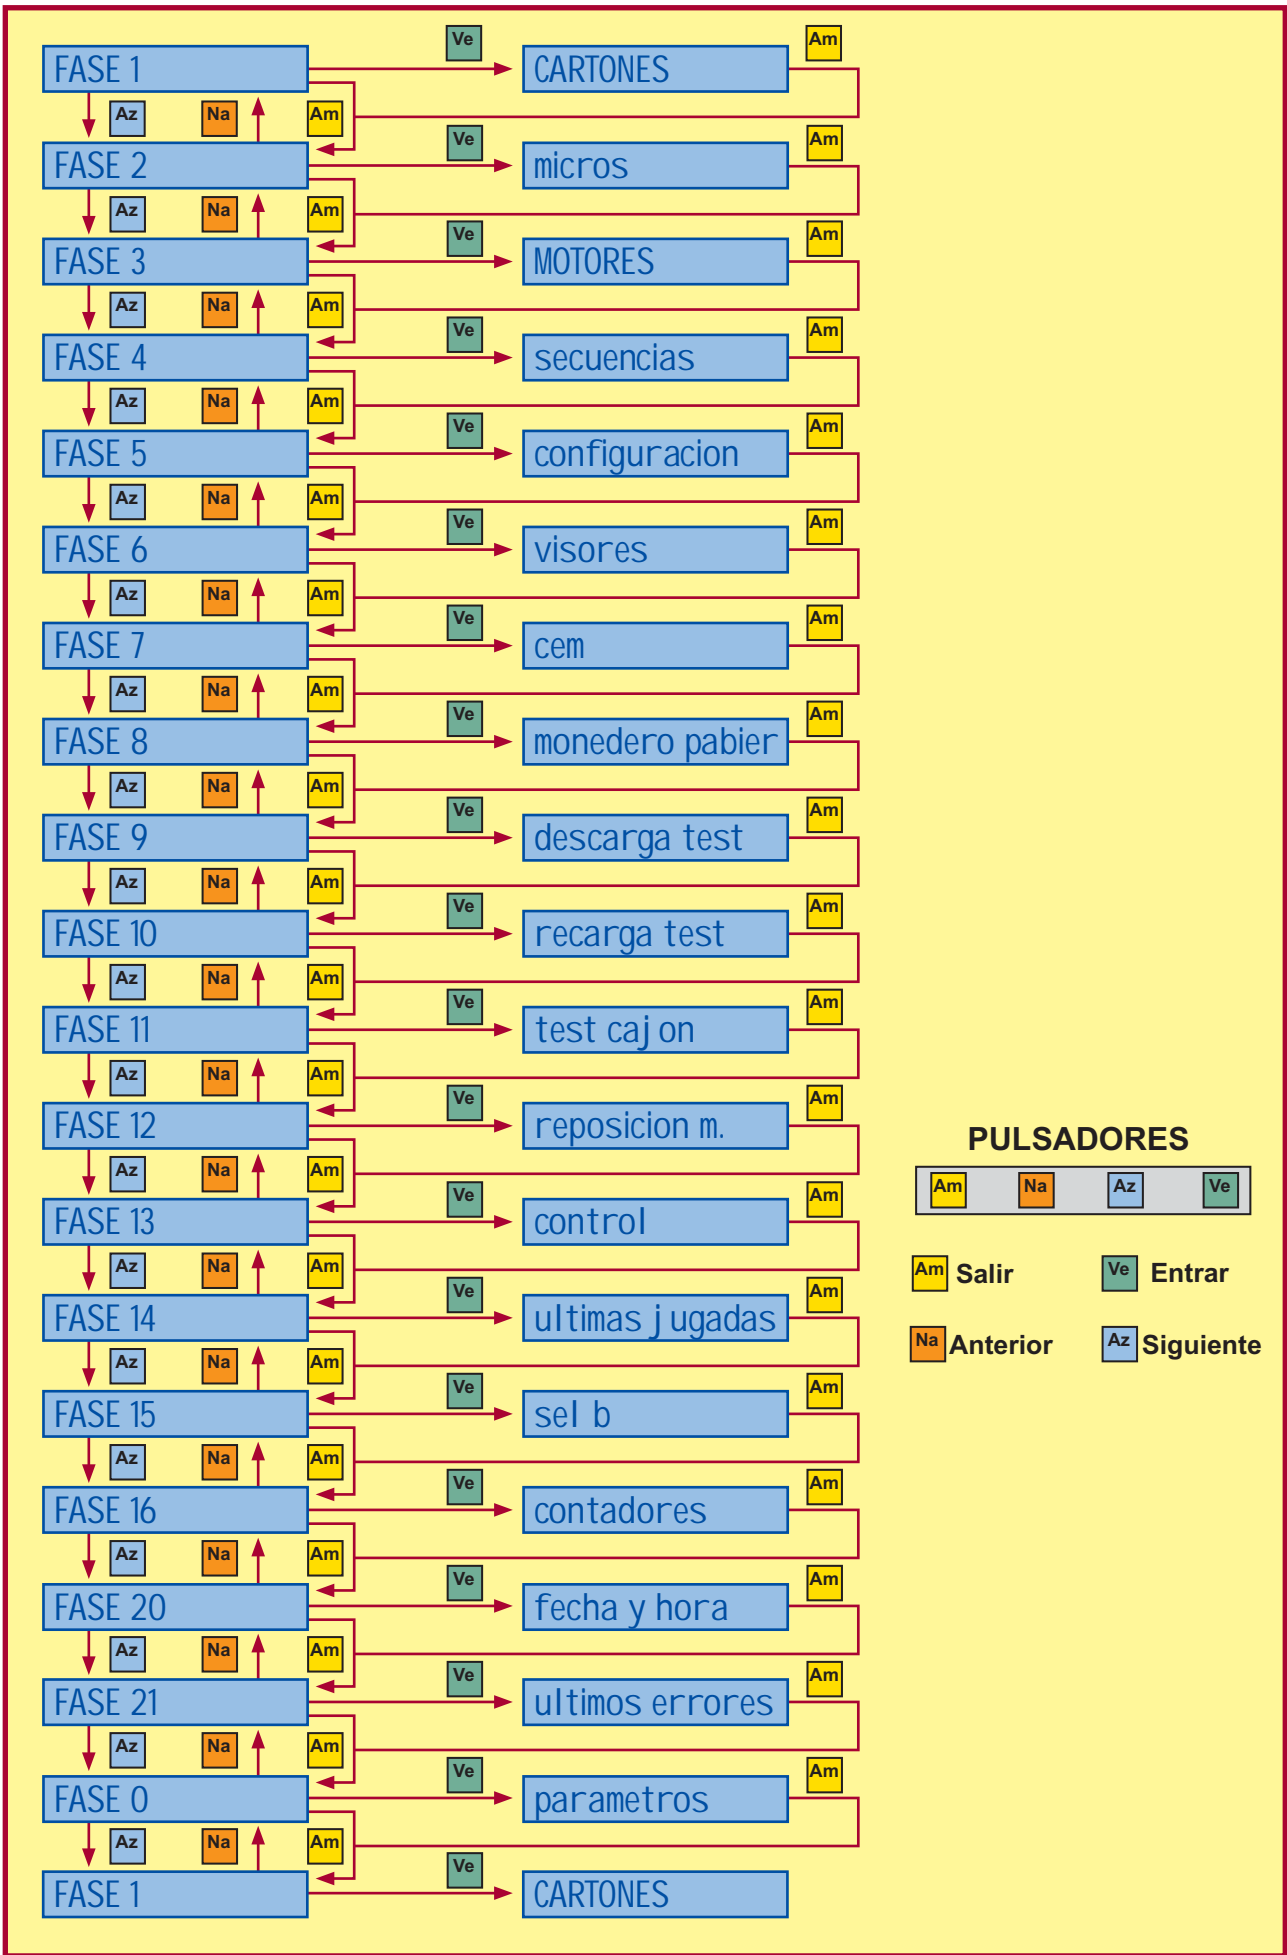 Ve Am
FASE 1 CARTONES
Az Na Am
Ve Am
FASE 2 micros
Az Na Am
Ve Am
FASE 3 MOTORES
Az Na Am
Ve Am
FASE 4 secuencias
Az Na Am
Ve Am
FASE 5 configuracion
Az Na Am
Ve Am
FASE 6 visores
Az Na Am
Ve Am
FASE 7 cem
Az Na Am
Ve Am
FASE 8 monedero pabier
Az Na Am
Ve Am
FASE 9 descarga test
Az Na Am
Ve Am
FASE 10 recarga test
Az Na Am
Ve Am
FASE 11 test cajon
Az Na Am
Ve Am
FASE 12 reposicion m.
Az Na Am
Ve Am
FASE 13 control
Az Na Am
Ve Am
FASE 14 ultimas jugadas
Az Na Am
Ve Am
FASE 15 sel b
Az Na Am
Ve Am
FASE 16 contadores
Az Na Am
Ve Am
FASE 20 fecha y hora
Az Na Am
Ve Am
FASE 21 ultimos errores
Az Na Am
Ve Am
FASE 0 parametros
Az Na Am
Ve
FASE 1 CARTONES
PULSADORES
Am Na Az Ve
Am Salir Ve Entrar
Na Anterior Az Siguiente